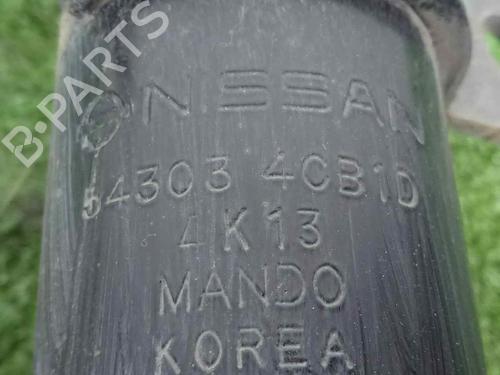 B-PARTS
NISSAN
54303 4CB1D
4K13
MANDO
KOREA